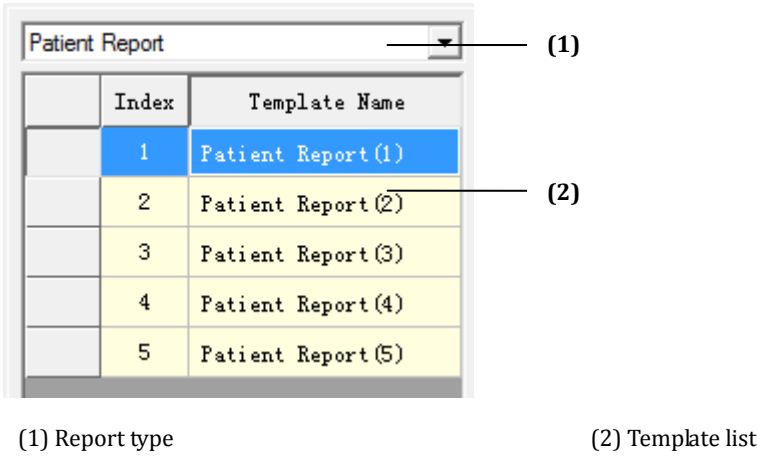 Patient Report (1)
Index Template Name
1 Patient Report(1)
2 Patient Report(2) (2)
3 Patient Report(3)
4 Patient Report(4)
5 Patient Report(5)
(1) Report type (2) Template list